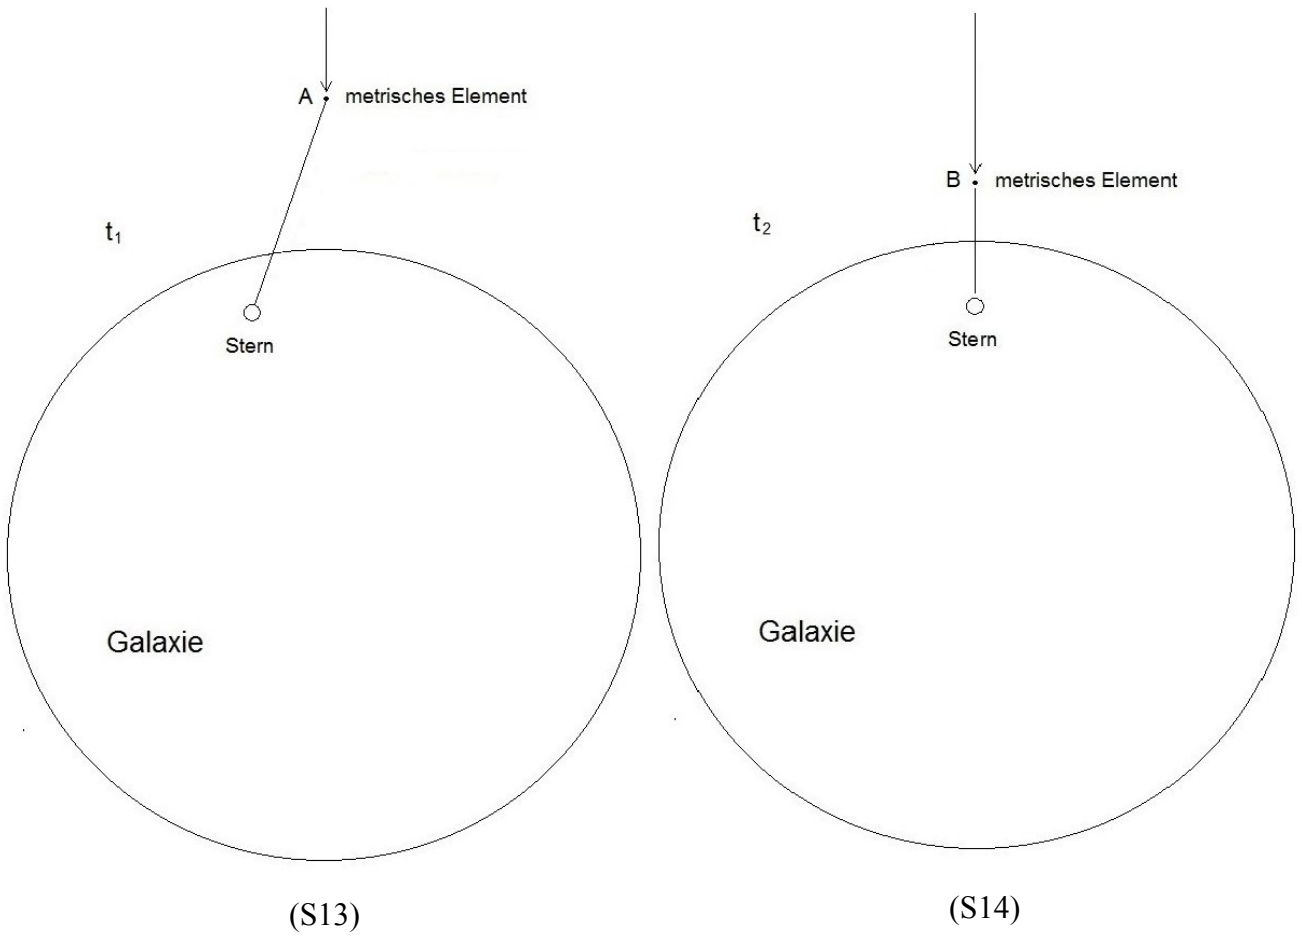 A metrisches Element
t₁
Stern
Galaxie
(S13)
B metrisches Element
t₂
Stern
Galaxie
(S14)